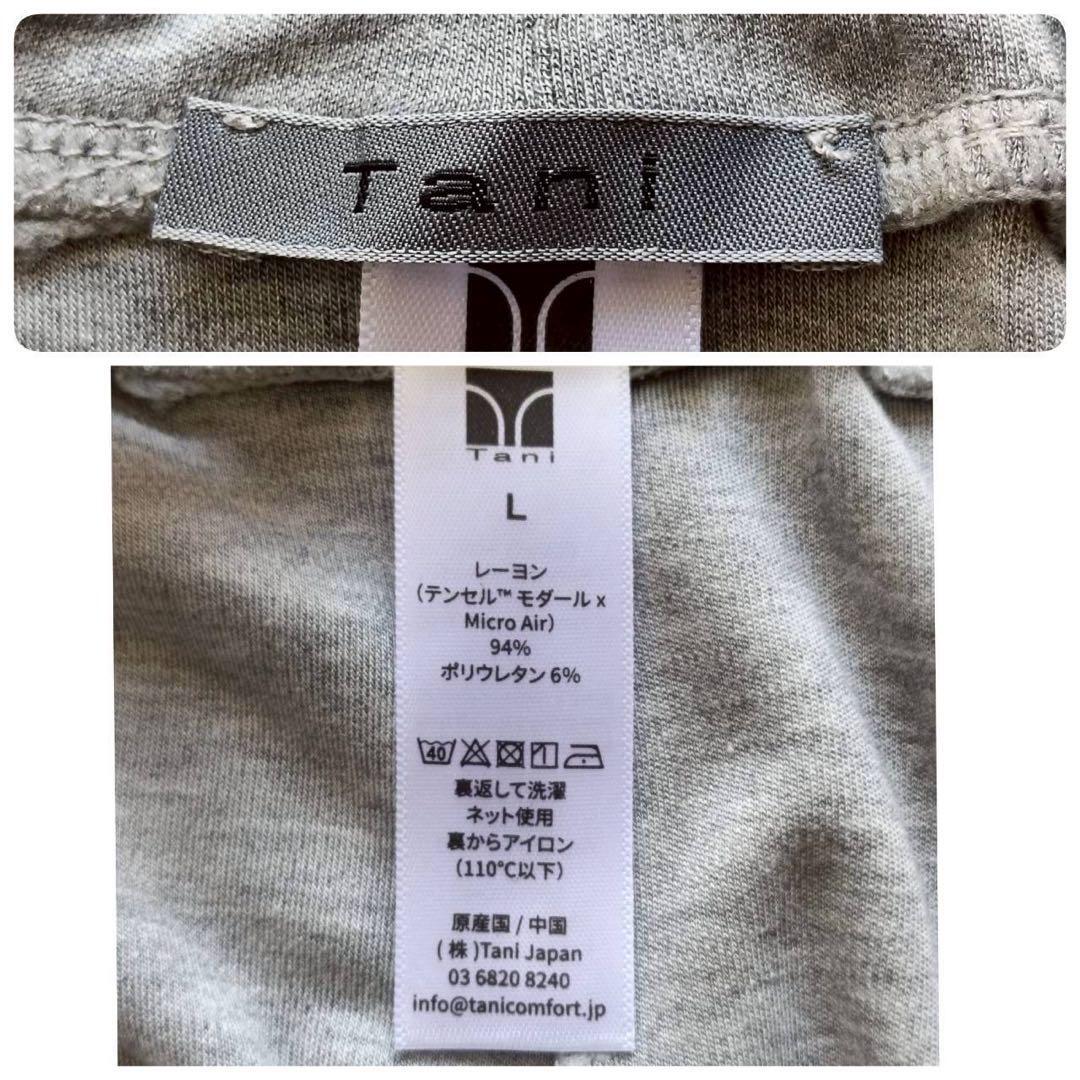 Tani
Tani
L
レーヨン
(テンセル™ モダール x
Micro Air)
94%
ポリウレタン 6%
40
裏返して洗濯
ネット使用
裏からアイロン
(110℃以下)
原産国 / 中国
( 株 )Tani Japan
03 6820 8240
info@tanicomfort.jp